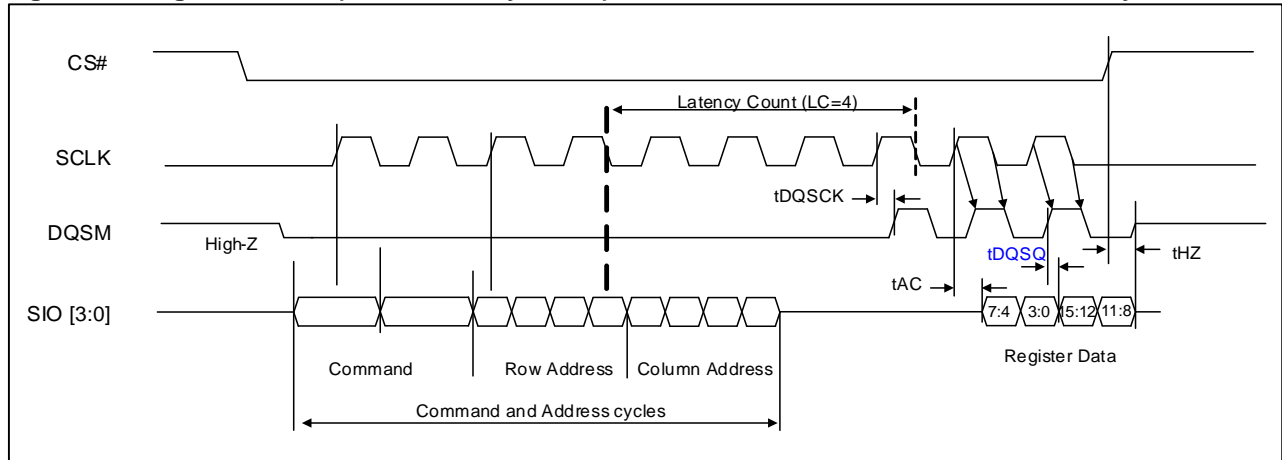 CS#
Latency Count (LC=4)
SCLK
tDQSCK
DQSM
High-Z
tDQSQ
tHZ
tAC
SIO [3:0]
7:4 3:0 15:12 11:8
Register Data
Command Row Address Column Address
Command and Address cycles